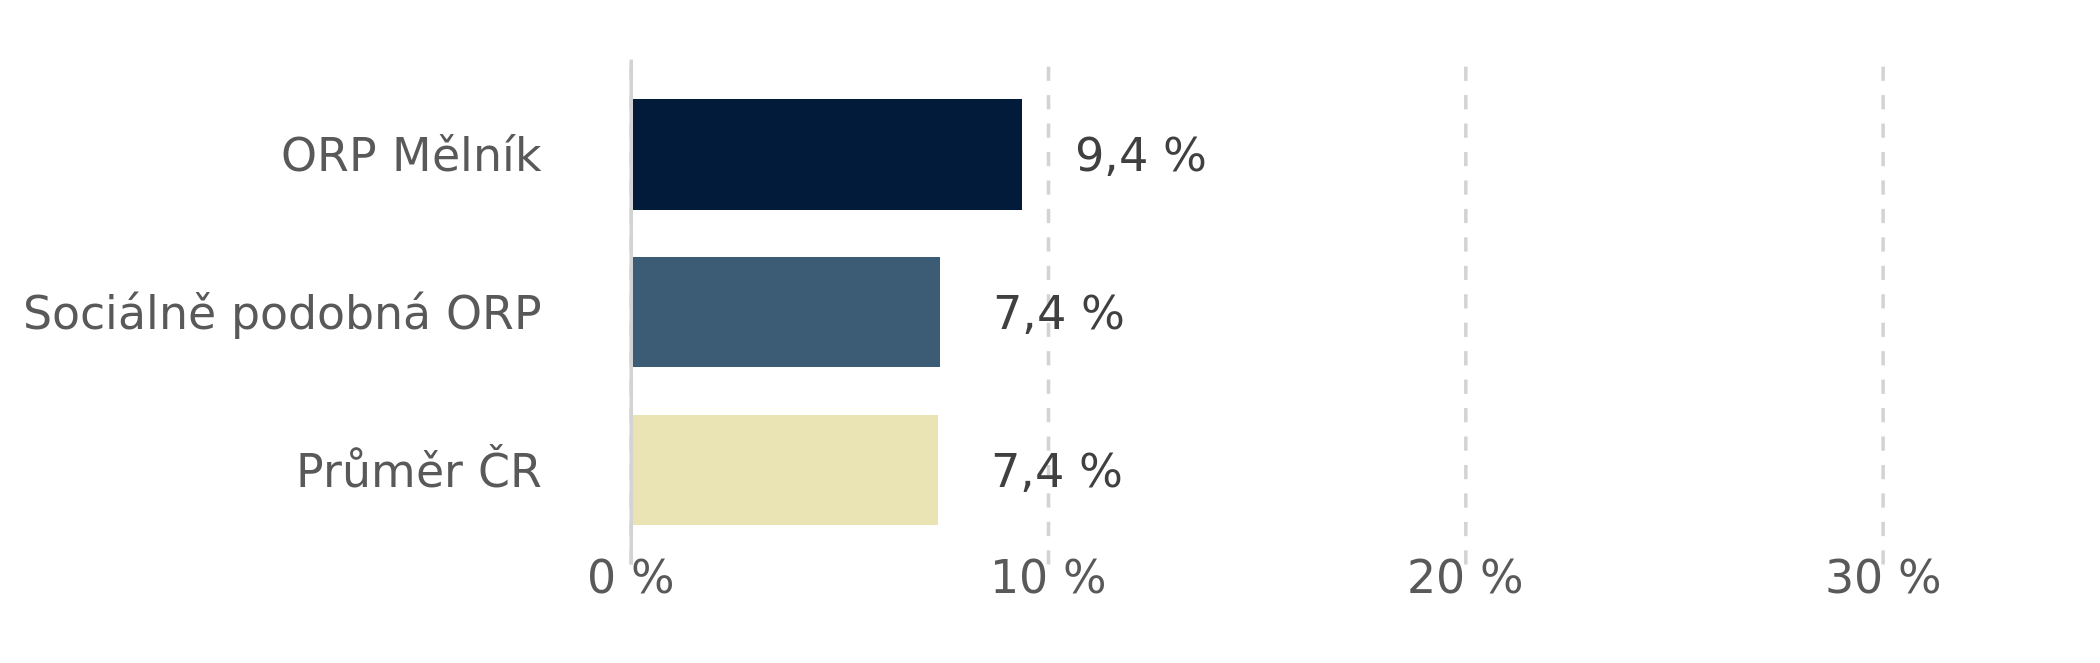 ORP Mělník 9,4 %
Sociálně podobná ORP 7,4 %
Průměr ČR 7,4 %
0 % 10 % 20 % 30 %